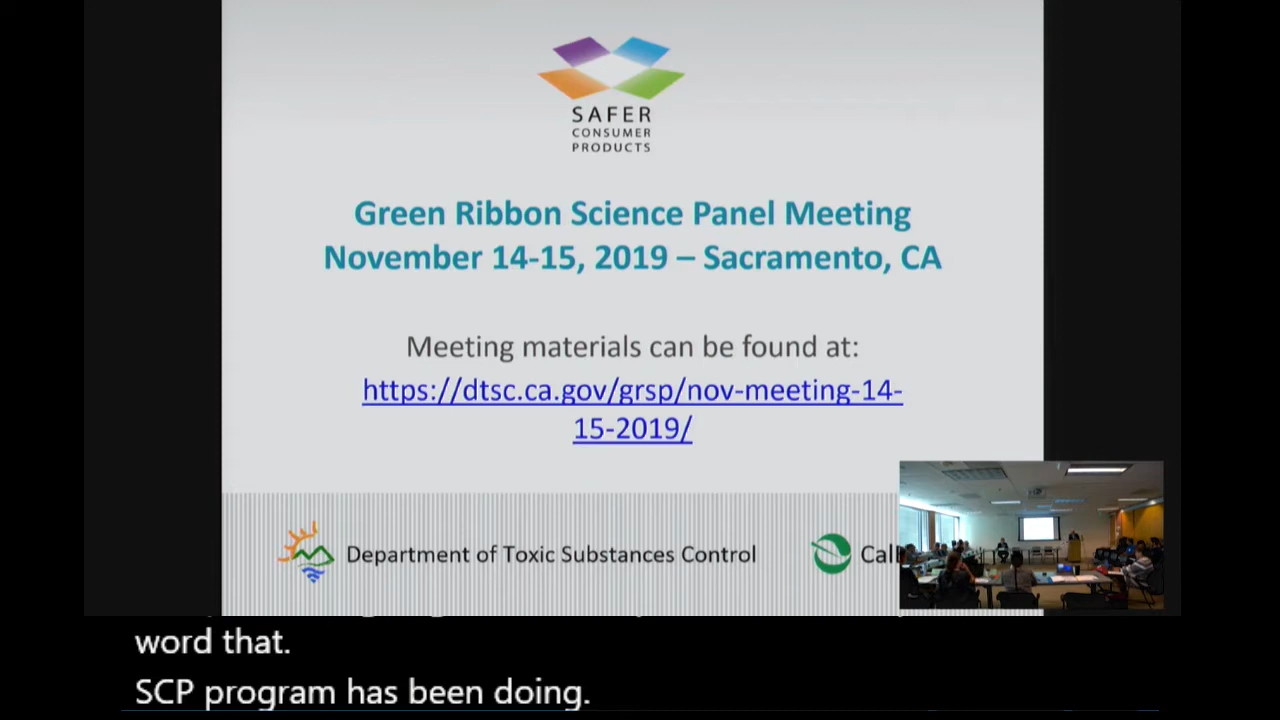 SAFER
CONSUMER
PRODUCTS
Green Ribbon Science Panel Meeting
November 14-15, 2019 – Sacramento, CA
Meeting materials can be found at:
https://dtsc.ca.gov/grsp/nov-meeting-14-
15-2019/
Department of Toxic Substances Control
word that.
SCP program has been doing.